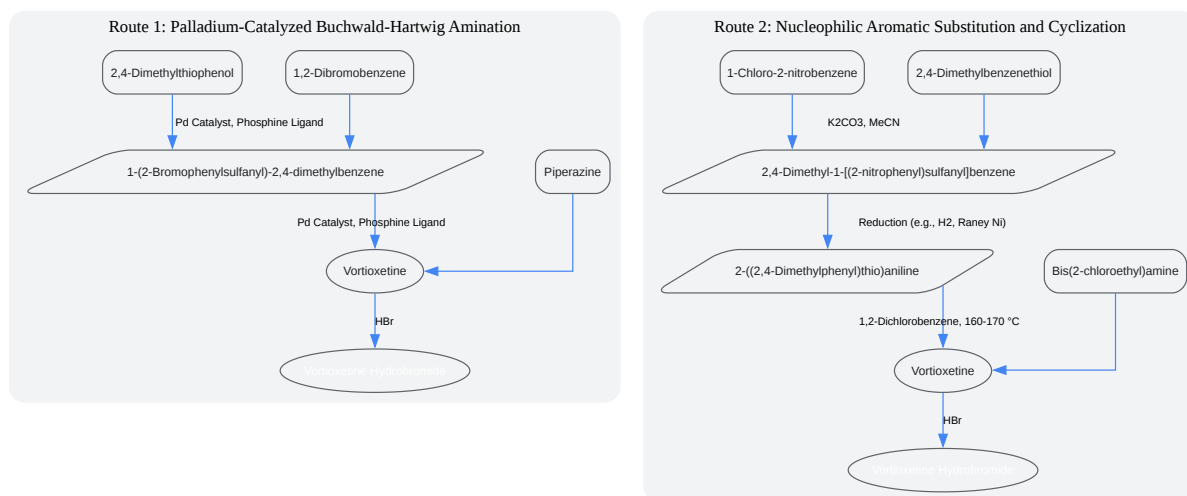 Route 1: Palladium-Catalyzed Buchwald-Hartwig Amination
2,4-Dimethylthiophenol
1,2-Dibromobenzene
Pd Catalyst, Phosphine Ligand
1-(2-Bromophenylsulfanyl)-2,4-dimethylbenzene
Piperazine
Pd Catalyst, Phosphine Ligand
Vortioxetine
HBr
Vortioxetine Hydrobromide
Route 2: Nucleophilic Aromatic Substitution and Cyclization
1-Chloro-2-nitrobenzene
2,4-Dimethylbenzenethiol
K2CO3, MeCN
2,4-Dimethyl-1-[(2-nitrophenyl)sulfanyl]benzene
Reduction (e.g., H2, Raney Ni)
2-((2,4-Dimethylphenyl)thio)aniline
Bis(2-chloroethyl)amine
1,2-Dichlorobenzene, 160-170 °C
Vortioxetine
HBr
Vortioxetine Hydrobromide